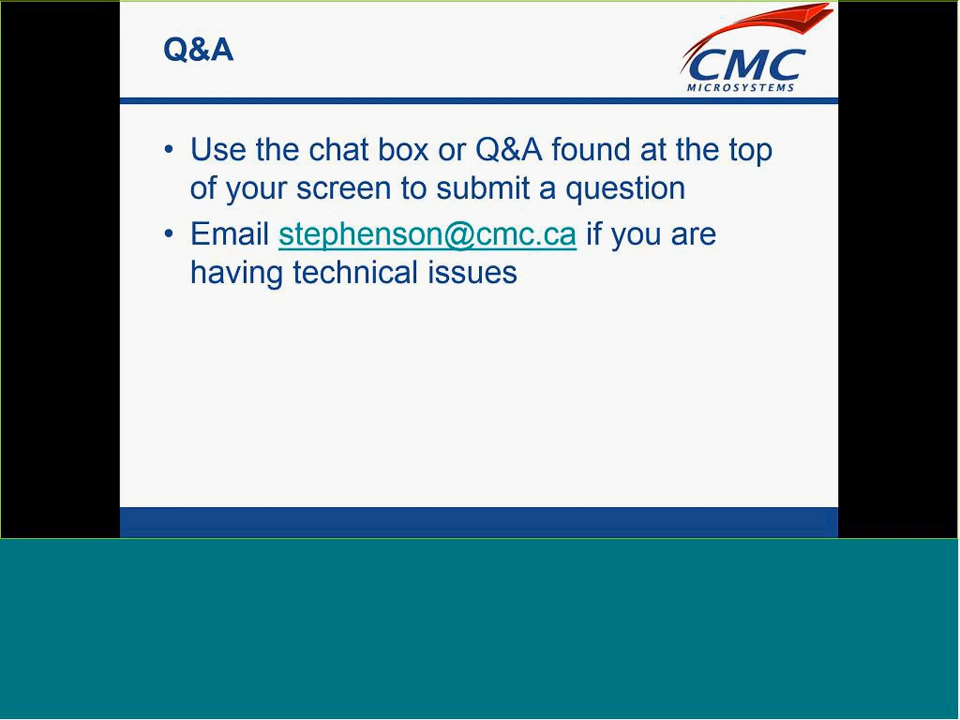 Q&A
CMC
MICROSYSTEMS
• Use the chat box or Q&A found at the top
of your screen to submit a question
• Email stephenson@cmc.ca if you are
having technical issues